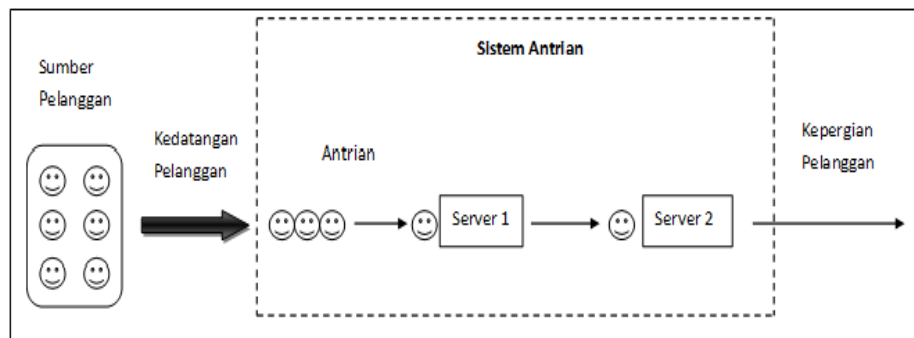 Sistem Antrian
Sumber
Pelanggan
Kedatangan
Pelanggan
Antrian
Server 1
Server 2
Kepergian
Pelanggan